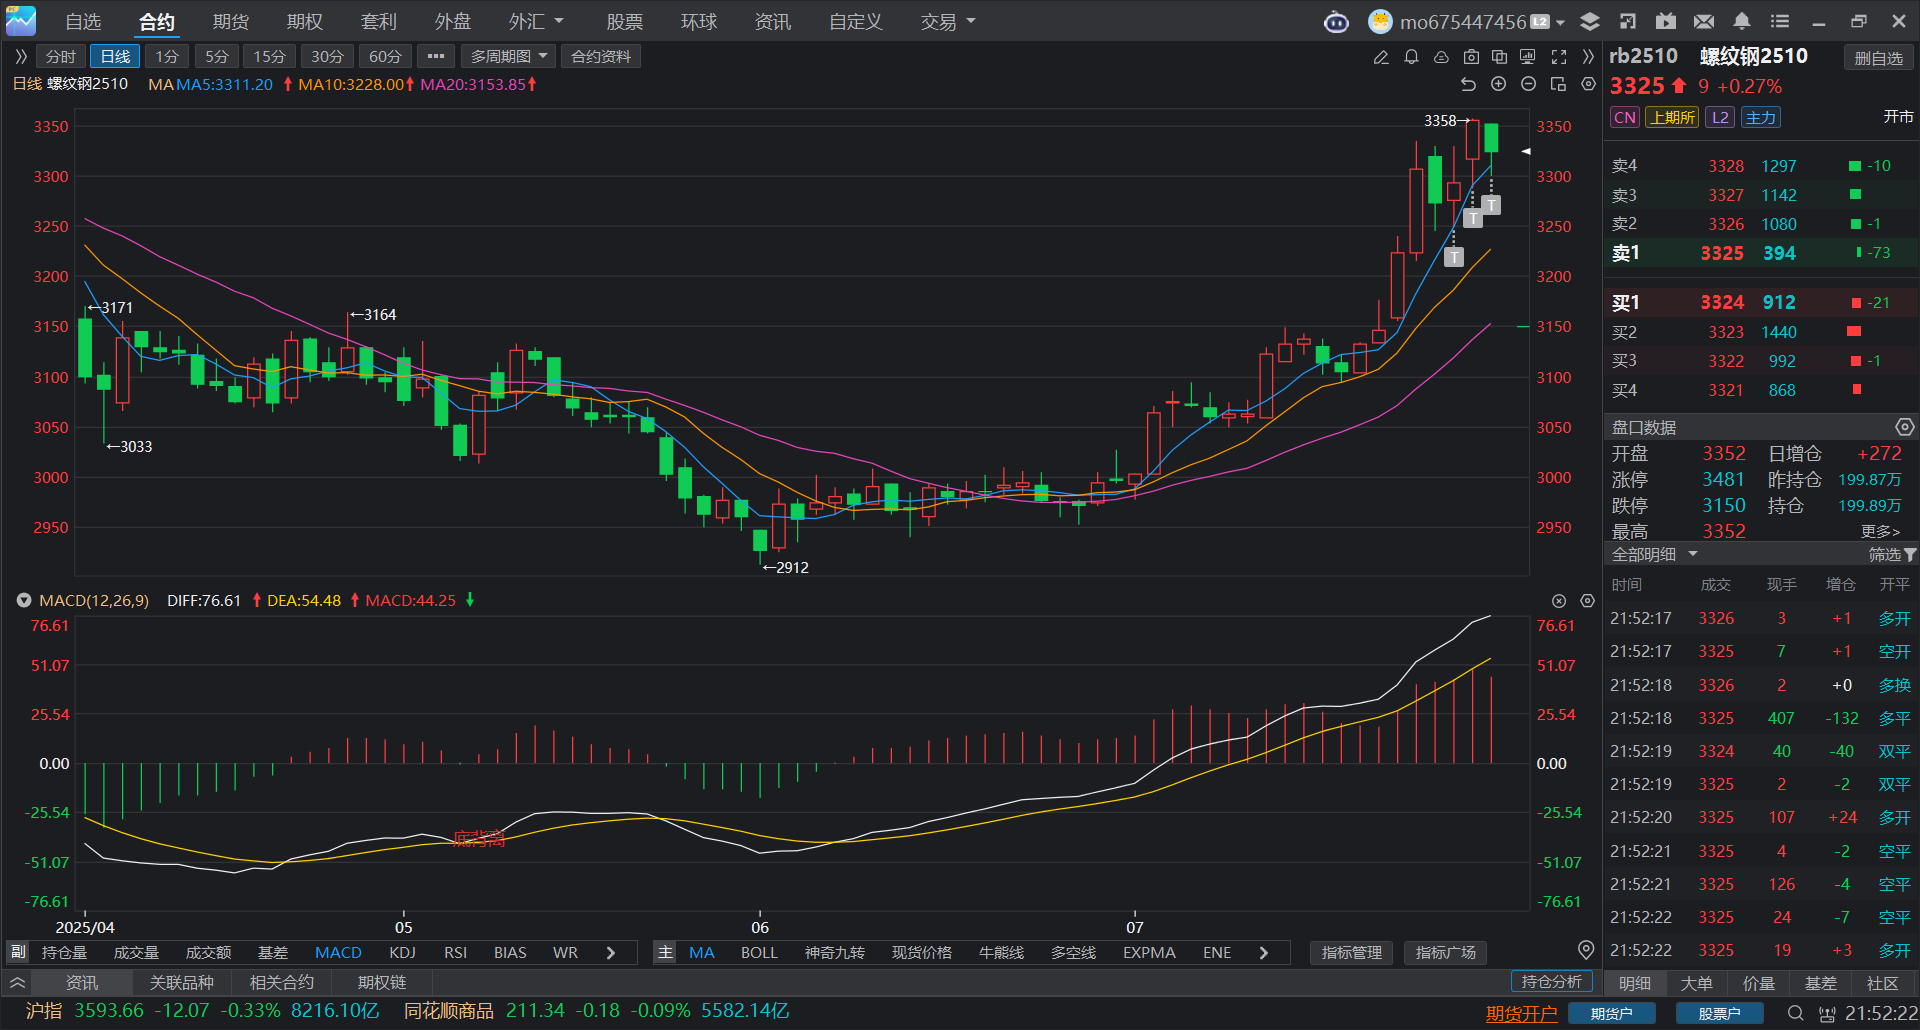 自选 合约 期货 期权 套利 外盘 外汇 股票 环球 资讯 自定义 交易 mo675447456 L2
分时 日线 1分 5分 15分 30分 60分 ••• 多周期图 合约资料
日线 螺纹钢2510 MA MA5:3311.20 MA10:3228.00 MA20:3153.85
3350 3358→ 3350
3300 3300
T
T
3250 3250
T
3200 3200
←3171
←3164
3150 3150
3100 3100
3050 3050
←3033
3000 3000
2950 2950
←2912
MACD(12,26,9) DIFF:76.61 DEA:54.48 MACD:44.25
76.61 76.61
51.07 51.07
25.54 25.54
0.00 0.00
-25.54 -25.54
底背离
-51.07 -51.07
-76.61 -76.61
2025/04 05 06 07
副 持仓量 成交量 成交额 基差 MACD KDJ RSI BIAS WR 主 MA BOLL 神奇九转 现货价格 牛熊线 多空线 EXPMA ENE 指标管理 指标广场
资讯 关联品种 相关合约 期权链 持仓分析
rb2510 螺纹钢2510 删自选
3325 9 +0.27%
CN 上期所 L2 主力 开市
卖4 3328 1297 -10
卖3 3327 1142
卖2 3326 1080 -1
卖1 3325 394 -73
买1 3324 912 -21
买2 3323 1440
买3 3322 992 -1
买4 3321 868
盘口数据
开盘 3352 日增仓 +272
涨停 3481 昨持仓 199.87万
跌停 3150 持仓 199.89万
最高 3352 更多>
全部明细 筛选
时间 成交 现手 增仓 开平
21:52:17 3326 3 +1 多开
21:52:17 3325 7 +1 空开
21:52:18 3326 2 +0 多换
21:52:18 3325 407 -132 多平
21:52:19 3324 40 -40 双平
21:52:19 3325 2 -2 双平
21:52:20 3325 107 +24 多开
21:52:21 3325 4 -2 空平
21:52:21 3325 126 -4 空平
21:52:22 3325 24 -7 空平
21:52:22 3325 19 +3 多开
明细 大单 价量 基差 社区
沪指 3593.66 -12.07 -0.33% 8216.10亿 同花顺商品 211.34 -0.18 -0.09% 5582.14亿 期货开户 期货户 股票户 21:52:22